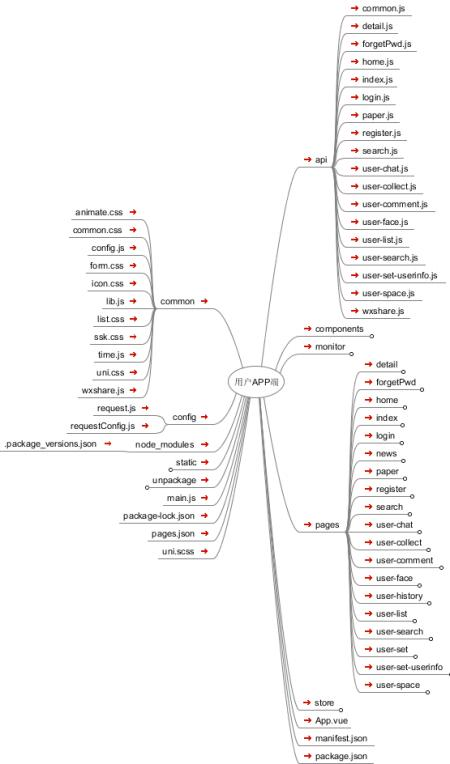 用户APP端
api
common.js
detail.js
forgetPwd.js
home.js
index.js
login.js
paper.js
register.js
search.js
user-chat.js
user-collect.js
user-comment.js
user-face.js
user-list.js
user-search.js
user-set-userinfo.js
user-space.js
wxshare.js
components
monitor
pages
detail
forgetPwd
home
index
login
news
paper
register
search
user-chat
user-collect
user-comment
user-face
user-history
user-list
user-search
user-set
user-set-userinfo
user-space
store
App.vue
manifest.json
package.json
common
animate.css
common.css
config.js
form.css
icon.css
lib.js
list.css
ssk.css
time.js
uni.css
wxshare.js
config
request.js
requestConfig.js
node_modules
.package_versions.json
static
unpackage
main.js
package-lock.json
pages.json
uni.scss